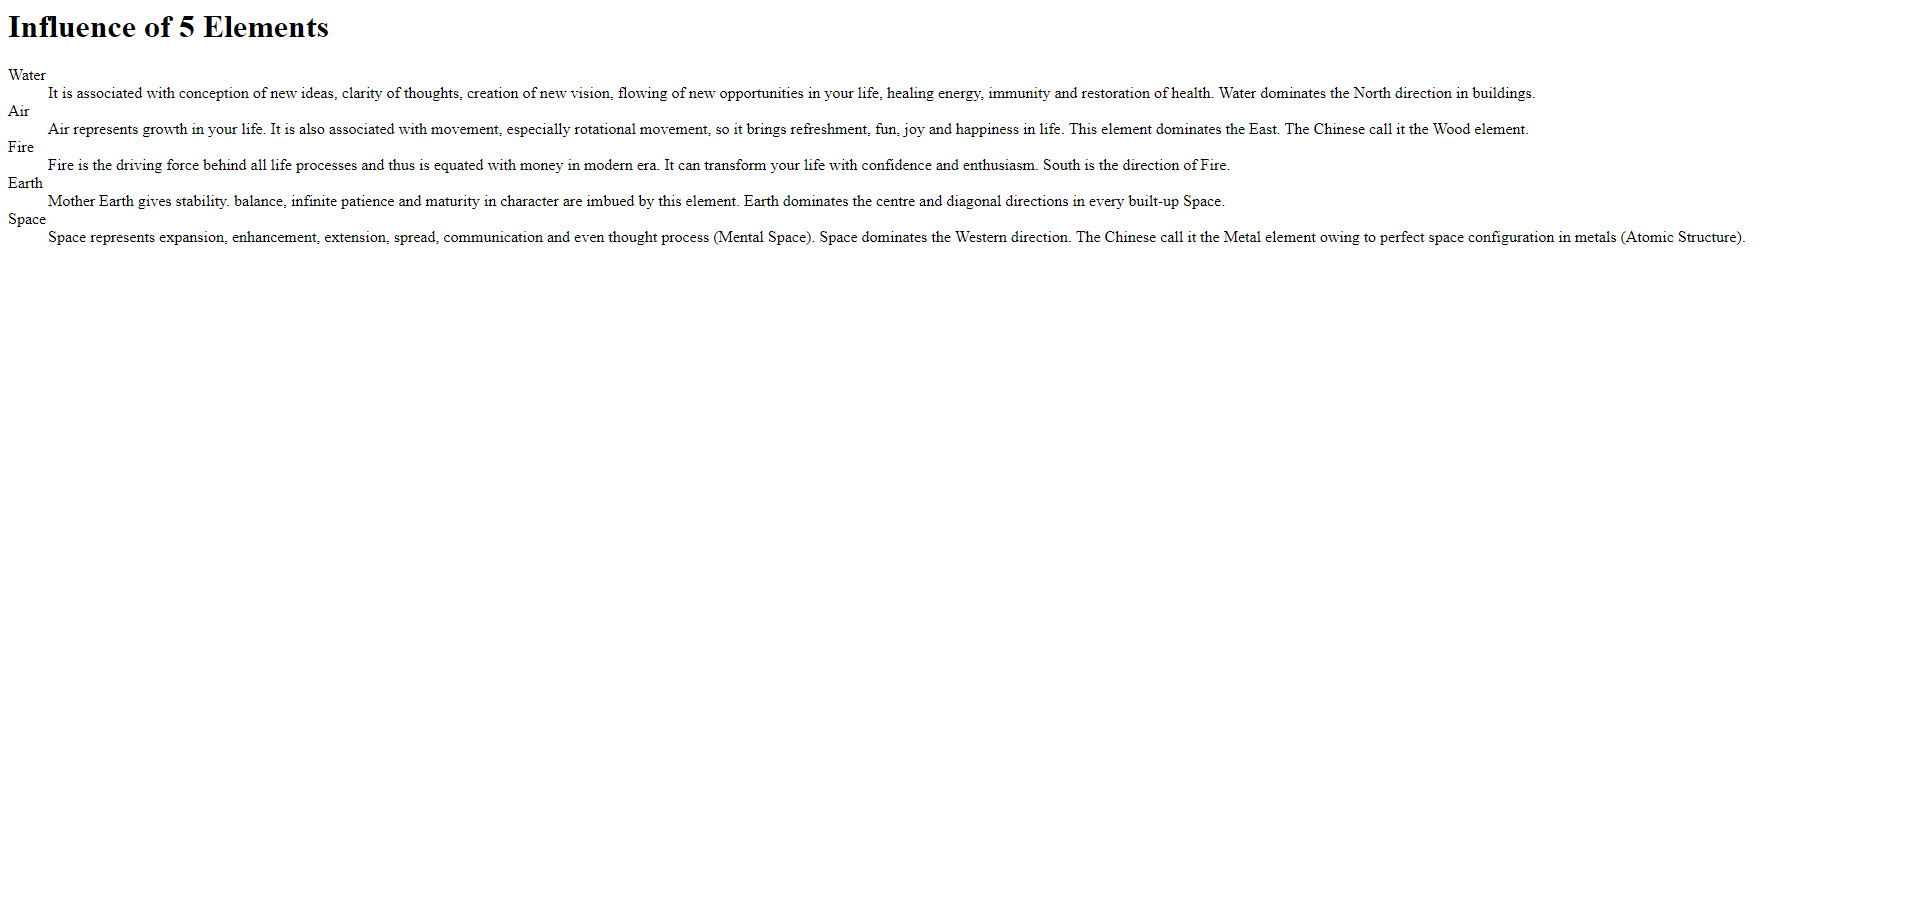 Influence of 5 Elements
Water
It is associated with conception of new ideas, clarity of thoughts, creation of new vision, flowing of new opportunities in your life, healing energy, immunity and restoration of health. Water dominates the North direction in buildings.
Air
Air represents growth in your life. It is also associated with movement, especially rotational movement, so it brings refreshment, fun, joy and happiness in life. This element dominates the East. The Chinese call it the Wood element.
Fire
Fire is the driving force behind all life processes and thus is equated with money in modern era. It can transform your life with confidence and enthusiasm. South is the direction of Fire.
Earth
Mother Earth gives stability. balance, infinite patience and maturity in character are imbued by this element. Earth dominates the centre and diagonal directions in every built-up Space.
Space
Space represents expansion, enhancement, extension, spread, communication and even thought process (Mental Space). Space dominates the Western direction. The Chinese call it the Metal element owing to perfect space configuration in metals (Atomic Structure).